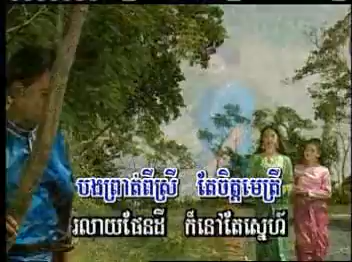 បងព្រាត់ពីស្រី តែចិត្តមេត្រី
រលាយផែនដី ក៏នៅតែស្នេហ៍